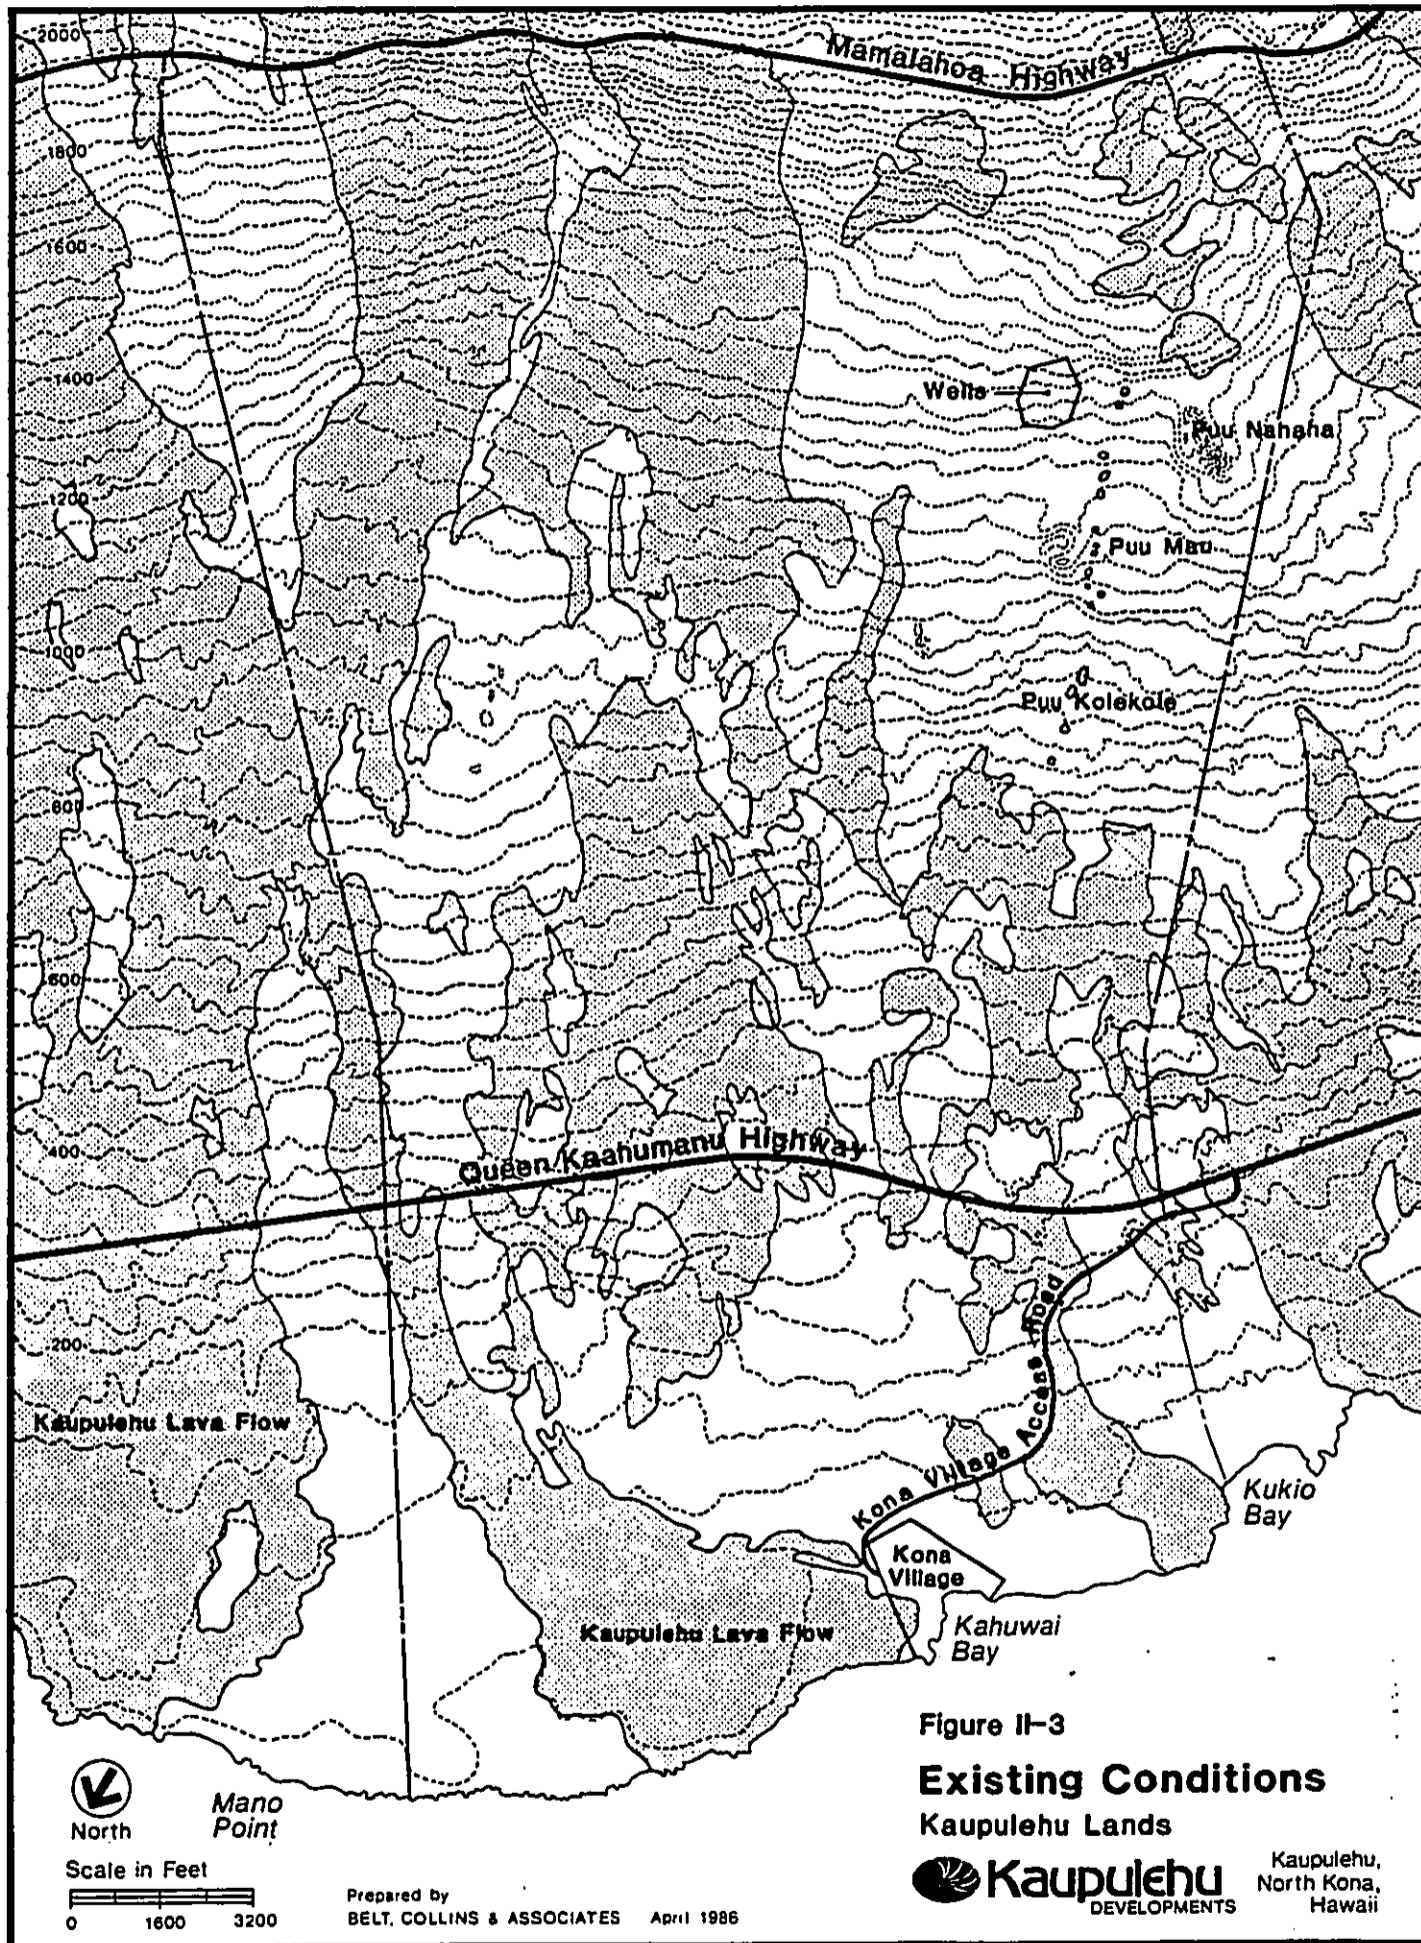 2000
Mamalahoa Highway
1800
1600
1400
Wells
Puu Nahaha
1200
Puu Mau
1000
Puu Kolekole
800
600
400
Queen Kaahumanu Highway
200
Kaupulehu Lava Flow
Kona Village Access Road
Kukio
Bay
Kona
Village
Kaupulehu Lava Flow
Kahuwai
Bay
Figure II-3
Existing Conditions
Kaupulehu Lands
North
Mano
Point
Scale in Feet
0 1600 3200
Prepared by
BELT, COLLINS & ASSOCIATES April 1986
Kaupulehu
DEVELOPMENTS
Kaupulehu,
North Kona,
Hawaii